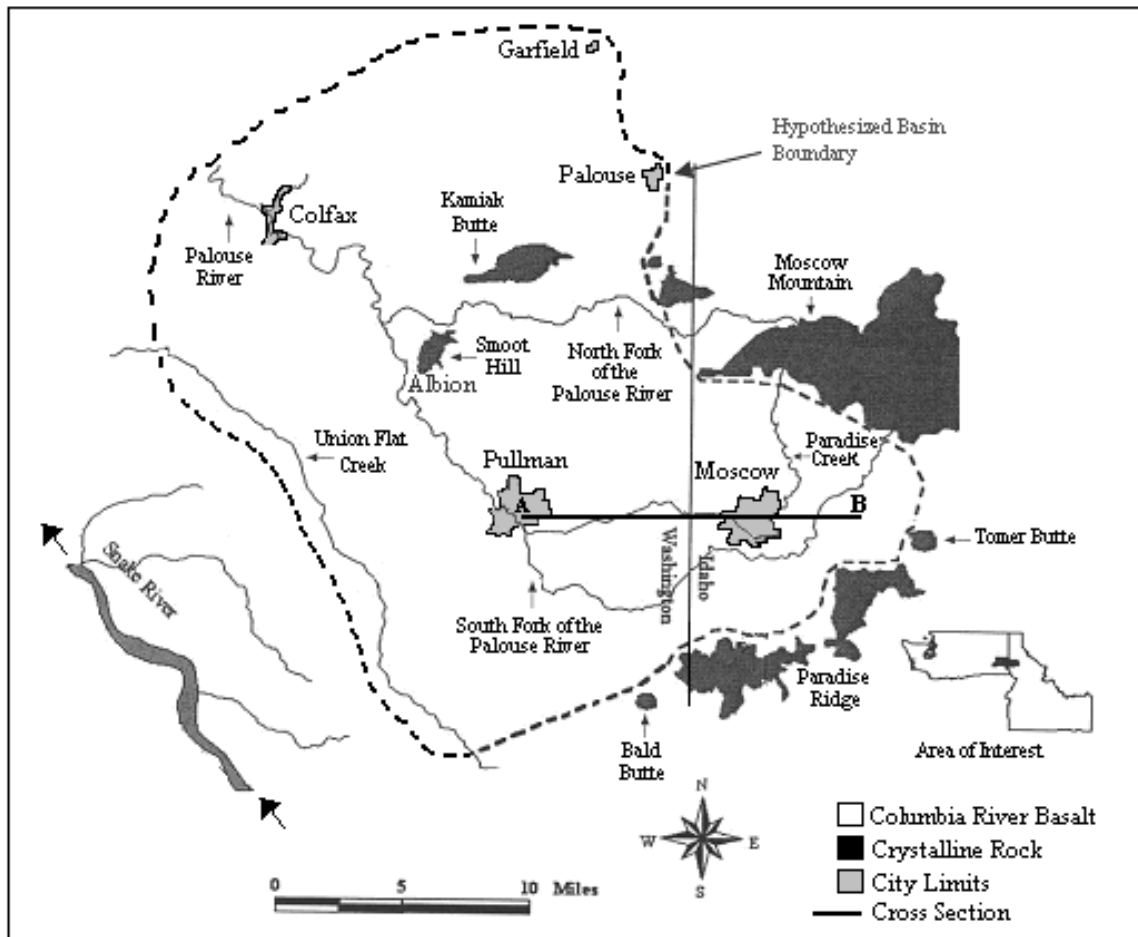 Garfield
Hypothesized Basin
Boundary
Palouse
Kamiak
Butte
Colfax
Palouse
River
Moscow
Mountain
Smoot
Hill
Albion
North Fork
of the
Palouse River
Union Flat
Creek
Pullman
Moscow
Paradise
Creek
A
B
Snake River
Washington
Idaho
Tomer Butte
South Fork of the
Palouse River
Paradise
Ridge
Bald
Butte
Area of Interest
N
W
E
S
0
5
10
Miles
Columbia River Basalt
Crystalline Rock
City Limits
Cross Section